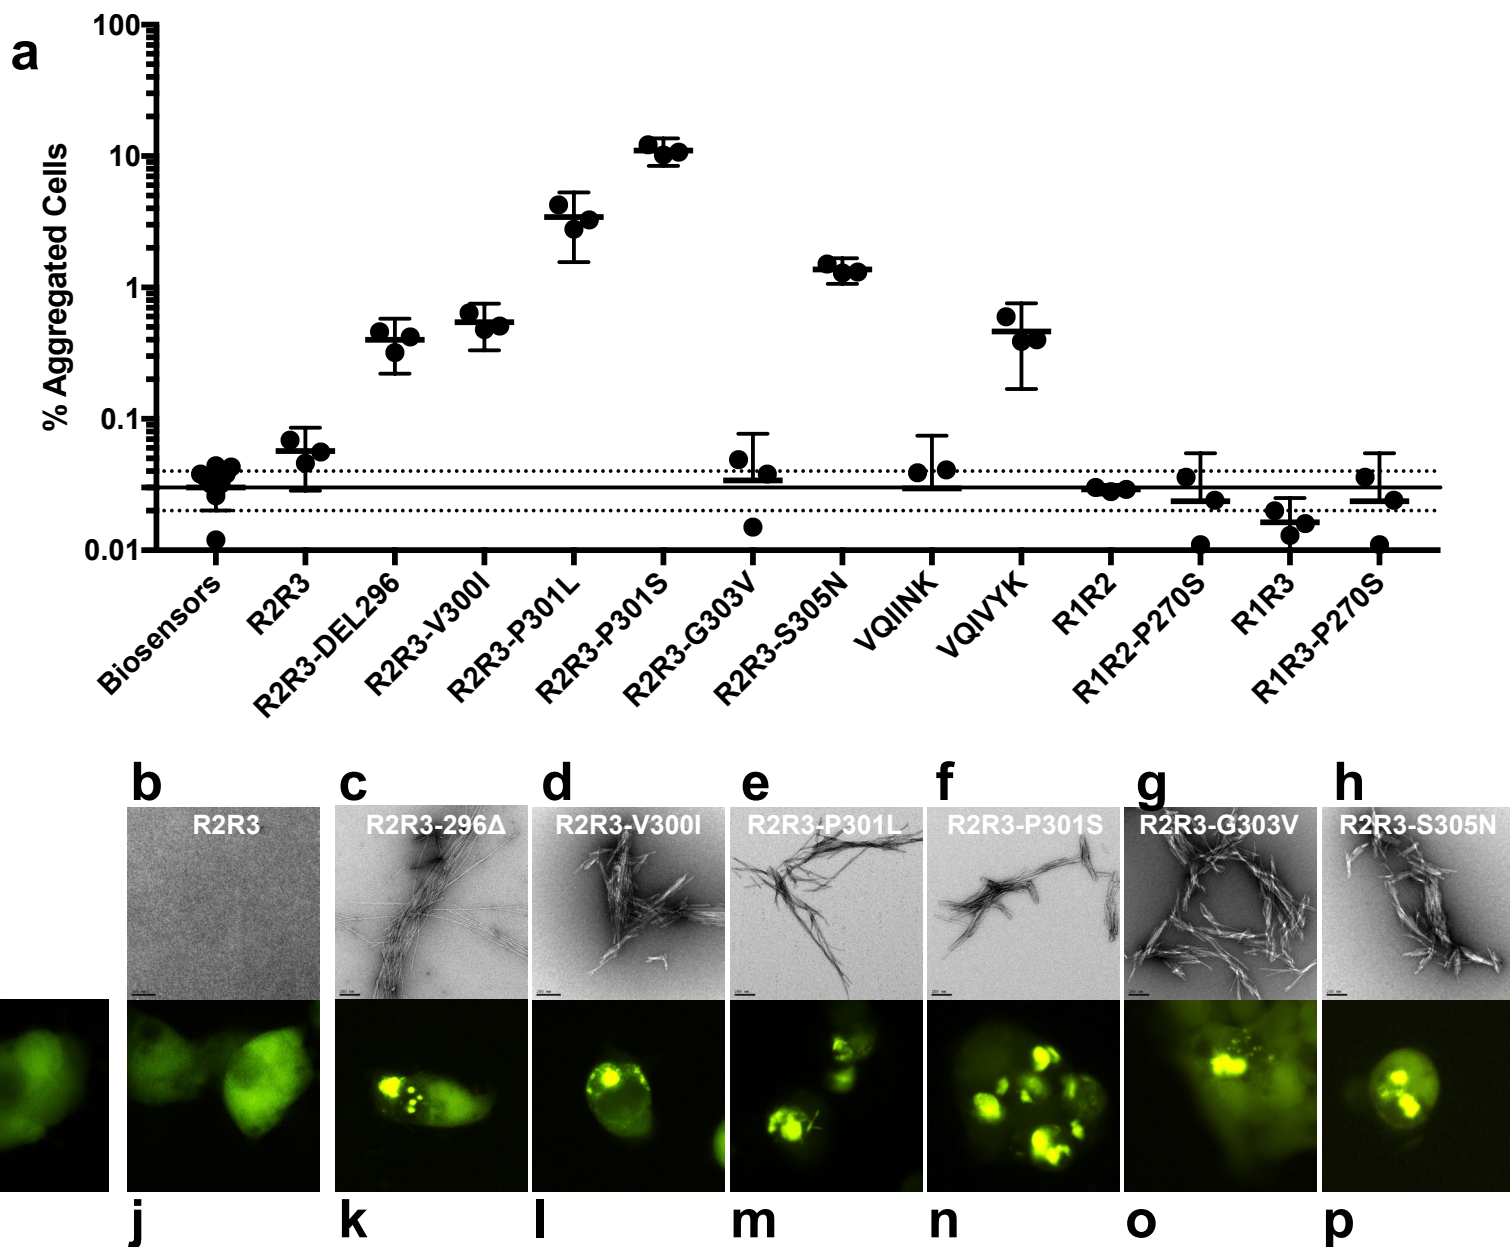 a
% Aggregated Cells
100
10
1
0.1
0.01
Biosensors
R2R3
R2R3-DEL296
R2R3-V300I
R2R3-P301L
R2R3-P301S
R2R3-G303V
R2R3-S305N
VQIINK
VQIVYK
R1R2
R1R2-P270S
R1R3
R1R3-P270S
b c d e f g h
R2R3 R2R3-296Δ R2R3-V300I R2R3-P301L R2R3-P301S R2R3-G303V R2R3-S305N
j k l m n o p